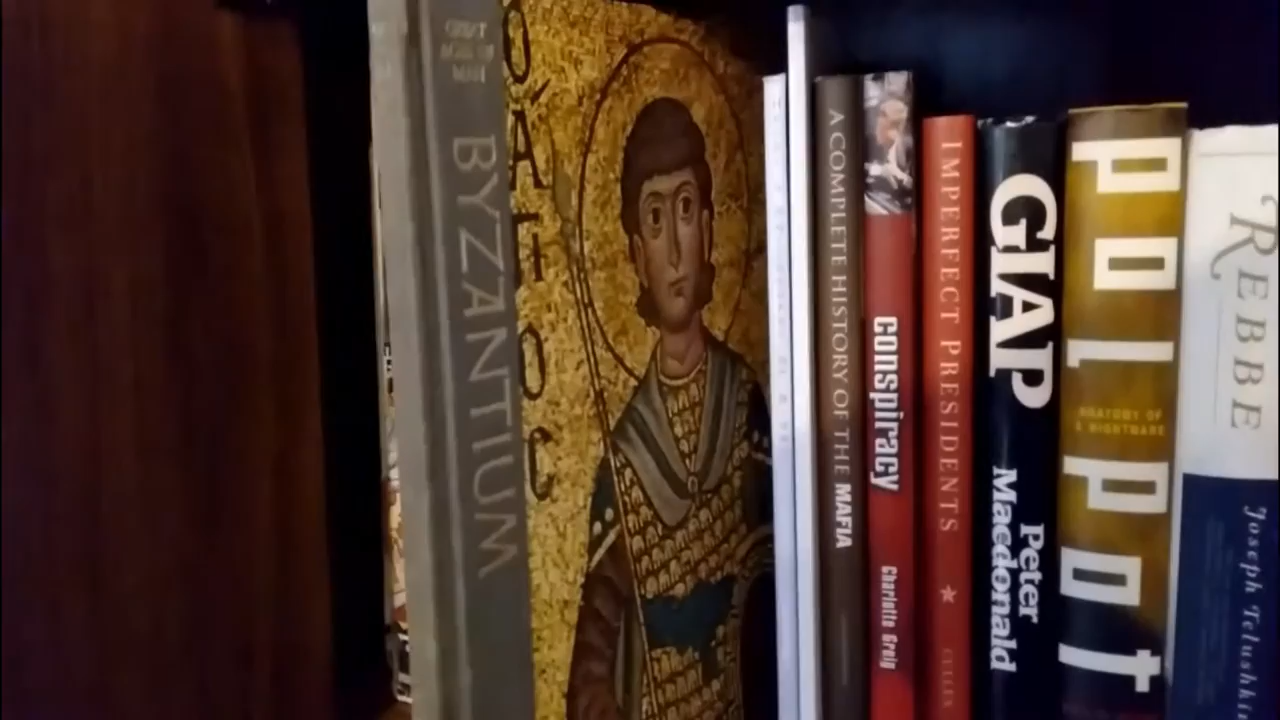 GREAT
AGES OF
MAN
BYZANTIUM
Ο
Α
Γ
Ι
Ο
C
A COMPLETE HISTORY OF THE MAFIA
conspiracy
Charlotte Greig
IMPERFECT PRESIDENTS
CULLEN
GIAP
Peter
Macdonald
pol pot
ANATOMY OF
A NIGHTMARE
REBBE
Joseph Telushkin